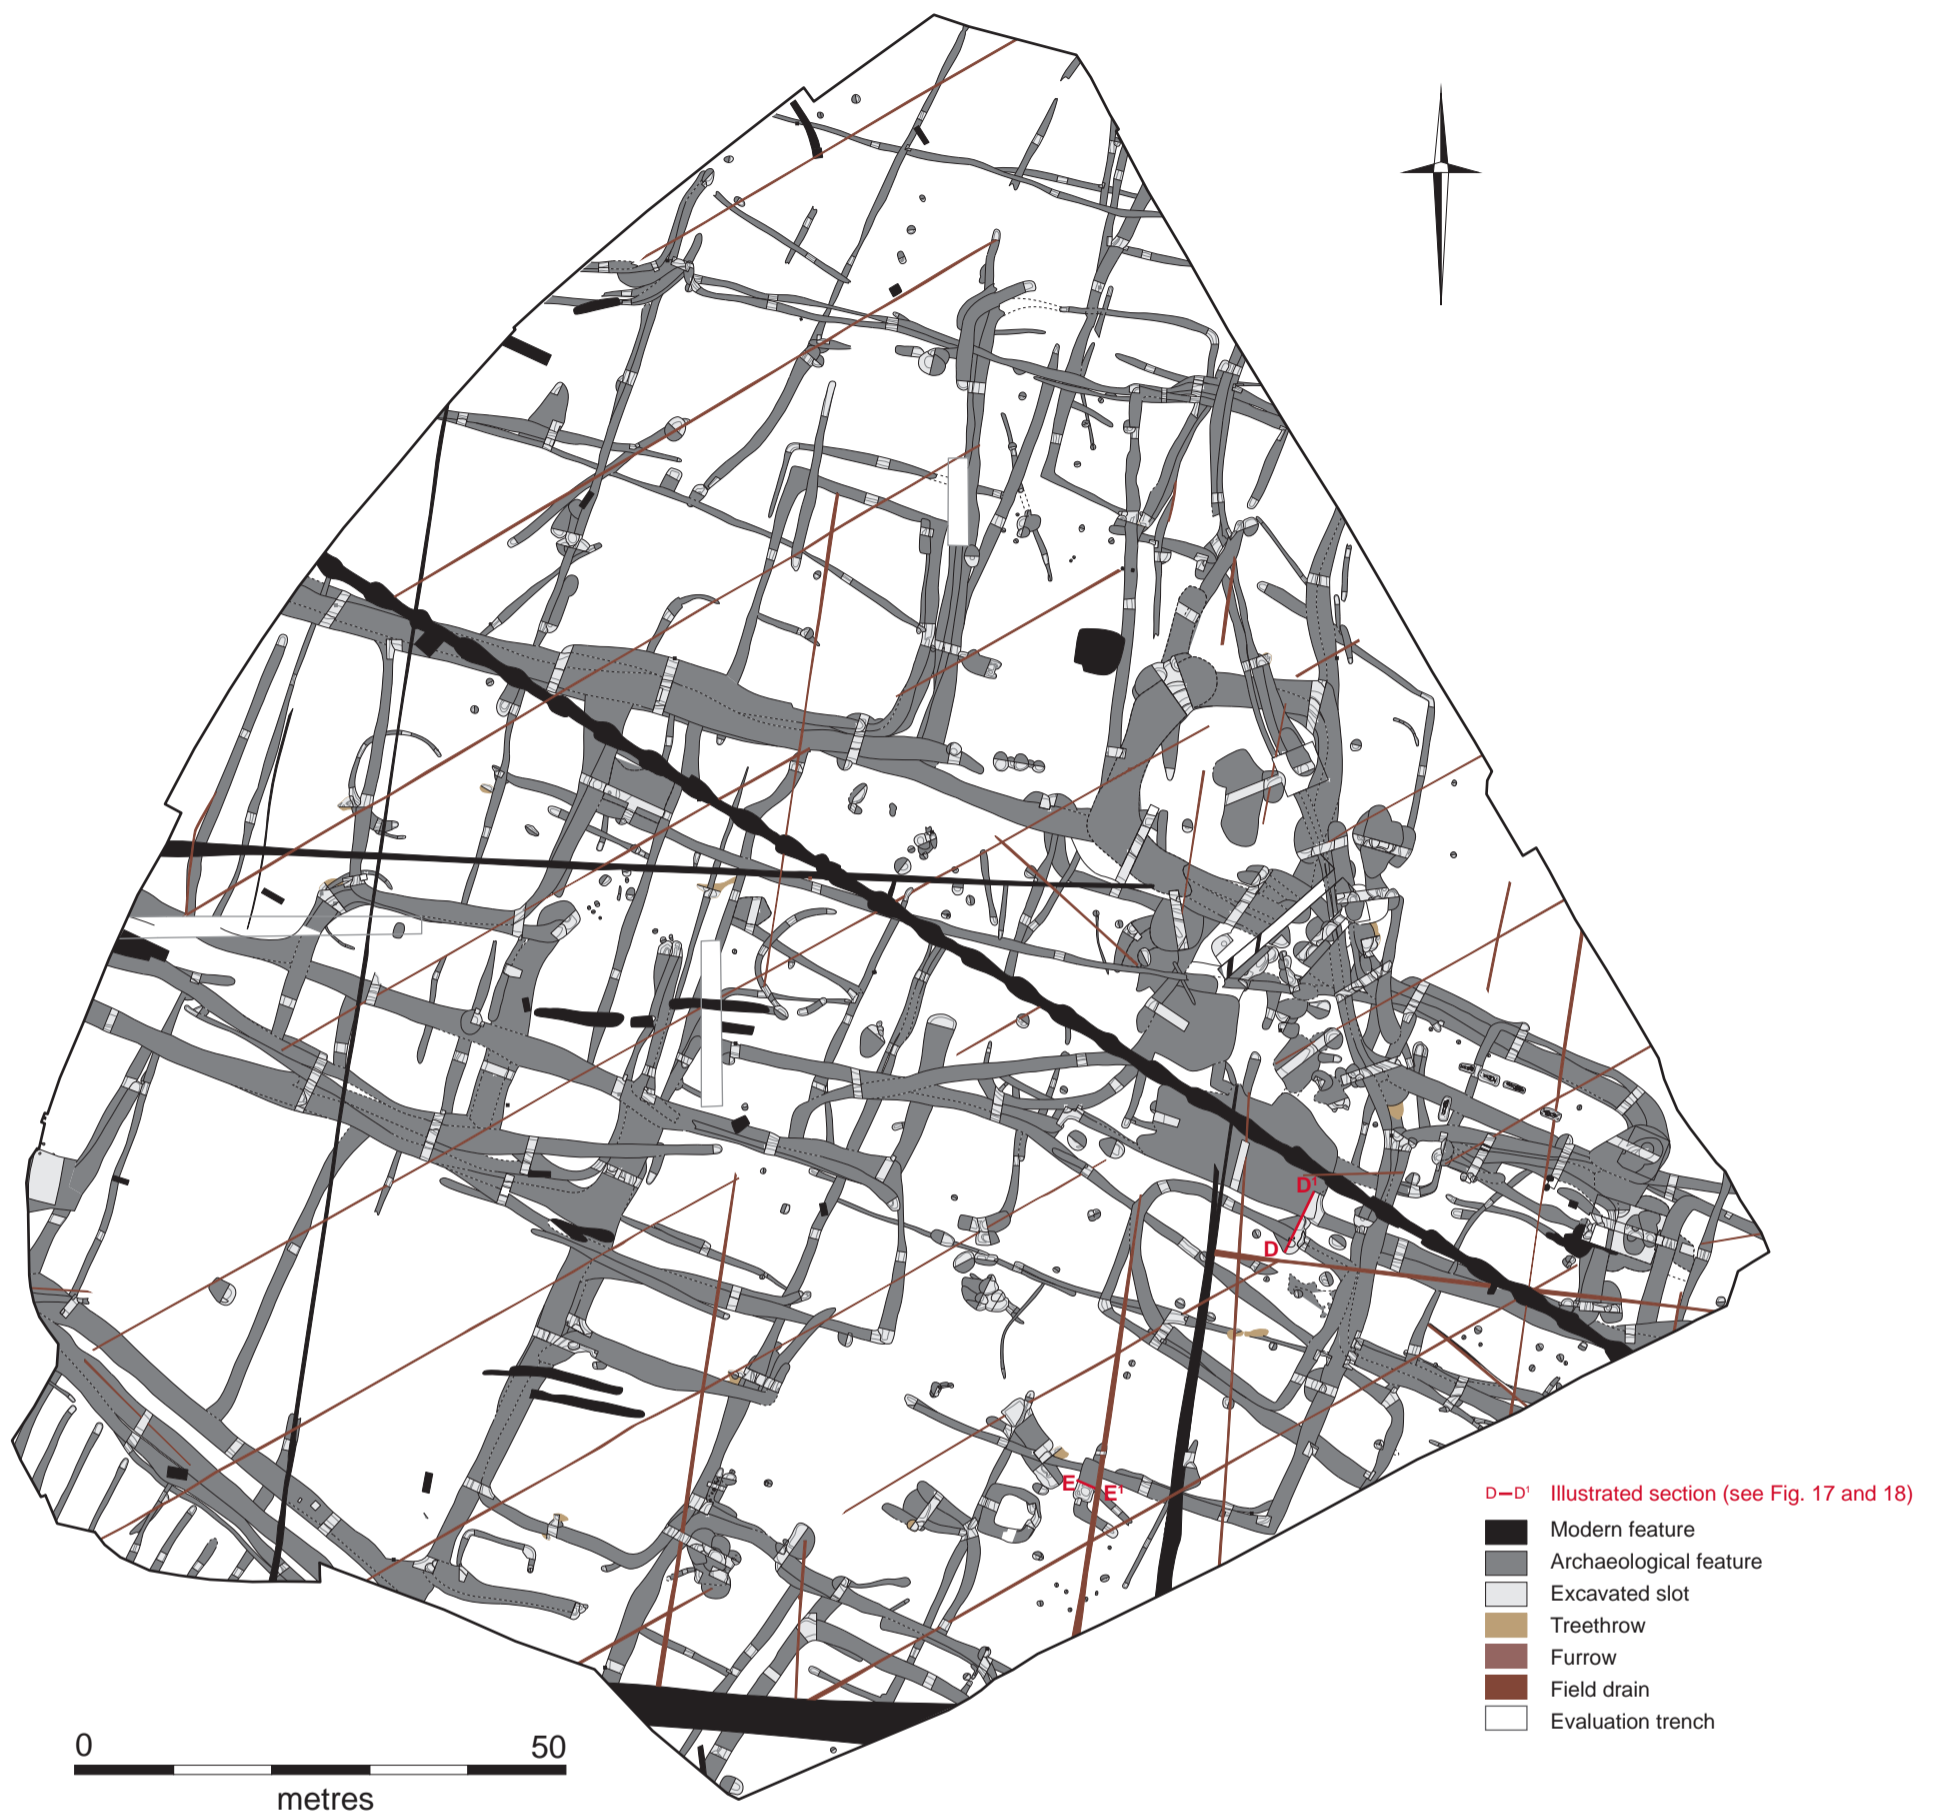 D¹
D
E
E¹
D—D¹ Illustrated section (see Fig. 17 and 18)
Modern feature
Archaeological feature
Excavated slot
Treethrow
Furrow
Field drain
Evaluation trench
0 50
metres